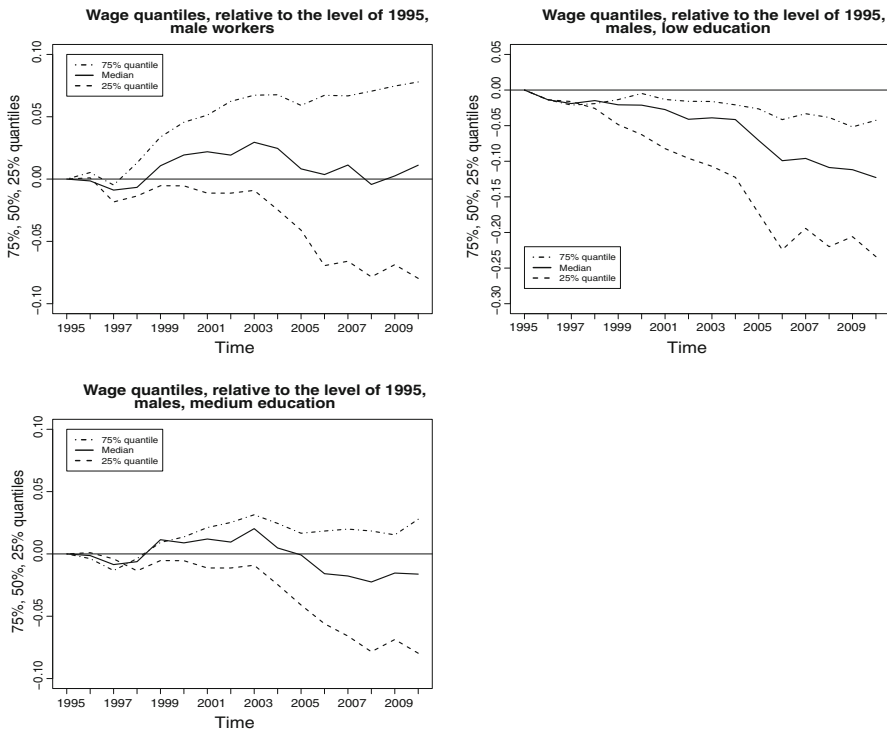 Wage quantiles, relative to the level of 1995,
male workers
75%, 50%, 25% quantiles
0.10
0.05
0.00
−0.05
−0.10
75% quantile
Median
25% quantile
1995 1997 1999 2001 2003 2005 2007 2009
Time
Wage quantiles, relative to the level of 1995,
males, low education
75%, 50%, 25% quantiles
0.05
0.00
−0.05
−0.10
−0.15
−0.20
−0.25
−0.30
75% quantile
Median
25% quantile
1995 1997 1999 2001 2003 2005 2007 2009
Time
Wage quantiles, relative to the level of 1995,
males, medium education
75%, 50%, 25% quantiles
0.10
0.05
0.00
−0.05
−0.10
75% quantile
Median
25% quantile
1995 1997 1999 2001 2003 2005 2007 2009
Time